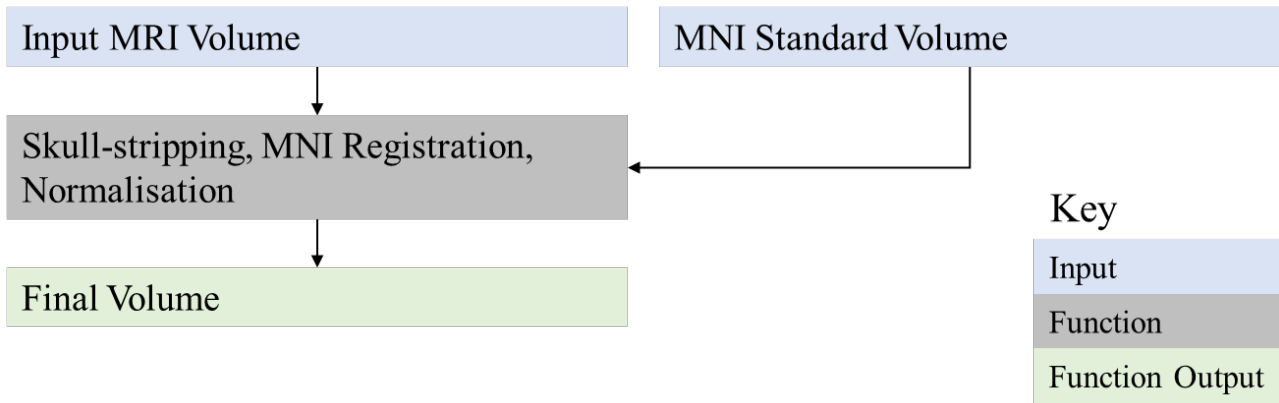 Input MRI Volume
MNI Standard Volume
Skull-stripping, MNI Registration,
Normalisation
Final Volume
Key
Input
Function
Function Output